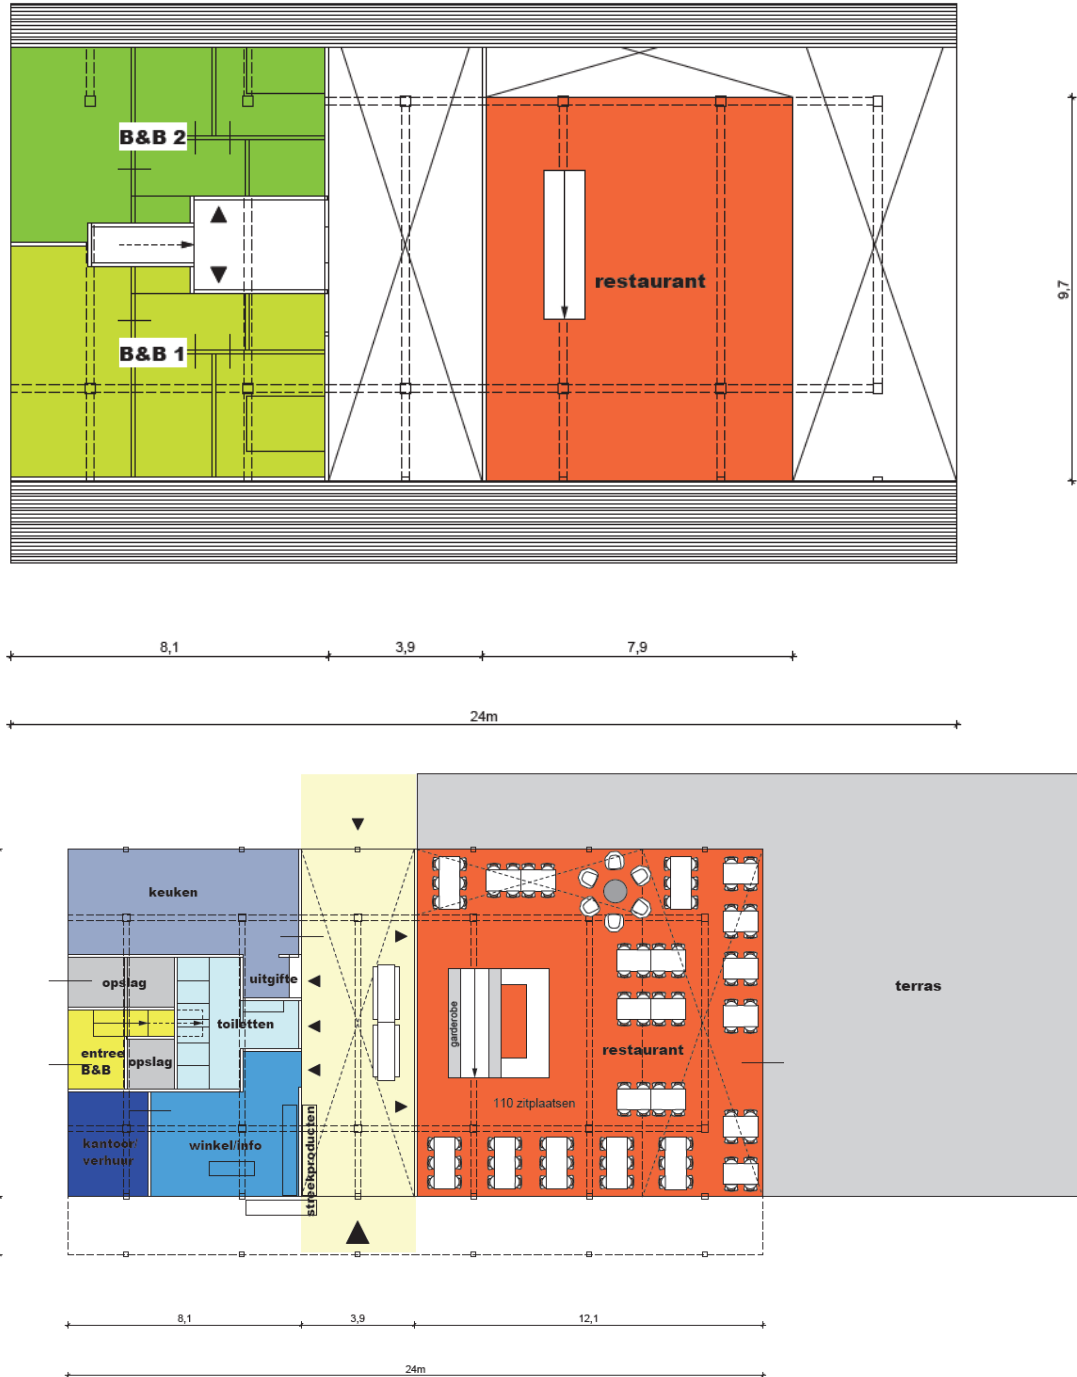 B&B 2
restaurant
9,7
B&B 1
8,1
3,9
7,9
24m
keuken
opslag
uitgifte
terras
toiletten
garderobe
entree
B&B
opslag
restaurant
110 zitplaatsen
kantoor/
verhuur
winkel/info
streekproducten
8,1
3,9
12,1
24m